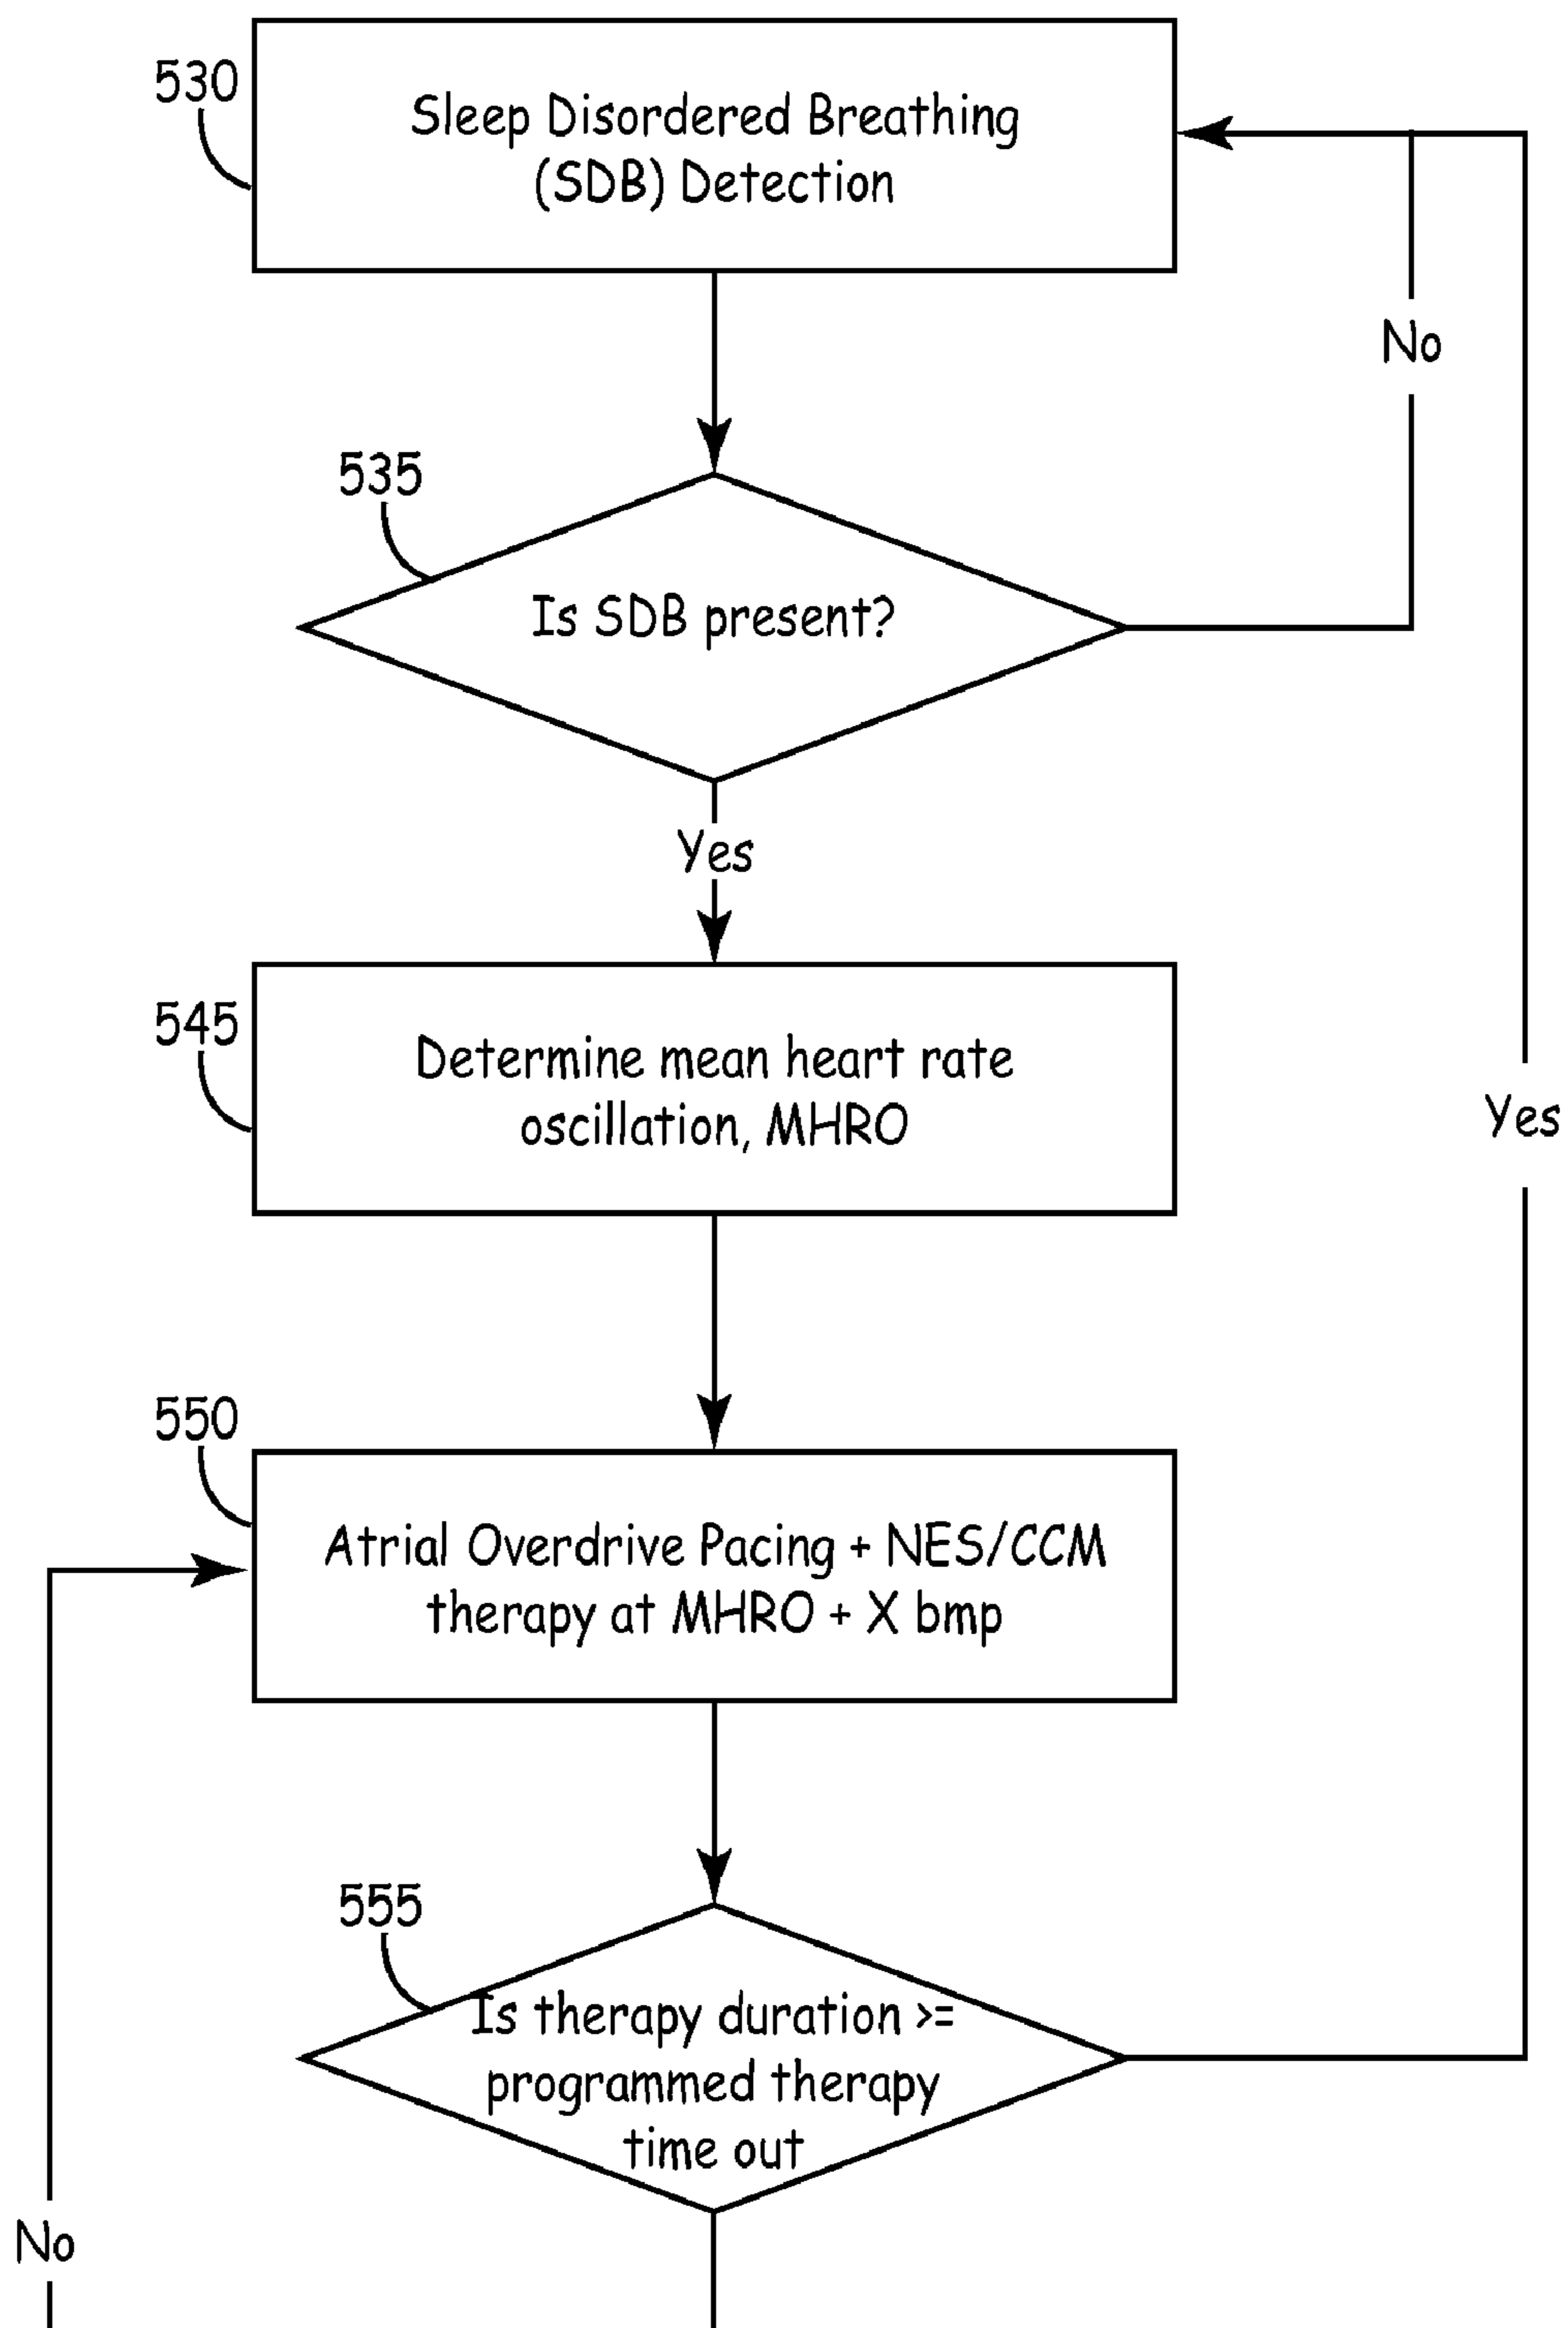 530
Sleep Disordered Breathing
(SDB) Detection
No
535
Is SDB present?
Yes
545
Determine mean heart rate
oscillation, MHRO
Yes
550
Atrial Overdrive Pacing + NES/CCM
therapy at MHRO + X bmp
555
Is therapy duration >=
programmed therapy
time out
No